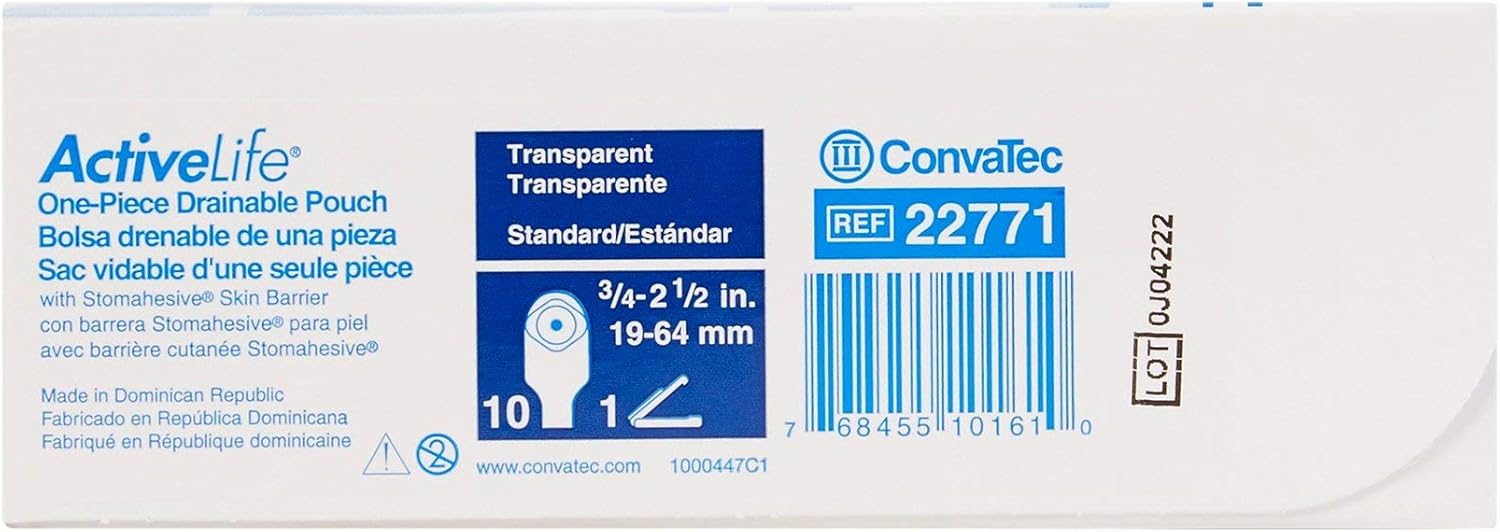 ActiveLife®
One-Piece Drainable Pouch
Bolsa drenable de una pieza
Sac vidable d'une seule pièce
with Stomahesive® Skin Barrier
con barrera Stomahesive® para piel
avec barrière cutanée Stomahesive®
Made in Dominican Republic
Fabricado en República Dominicana
Fabriqué en République dominicaine
2
Transparent
Transparente
Standard/Estándar
3/4-2 1/2 in.
19-64 mm
10 1
www.convatec.com 1000447C1
ConvaTec
REF 22771
7 68455 10161 0
LOT 0J04222